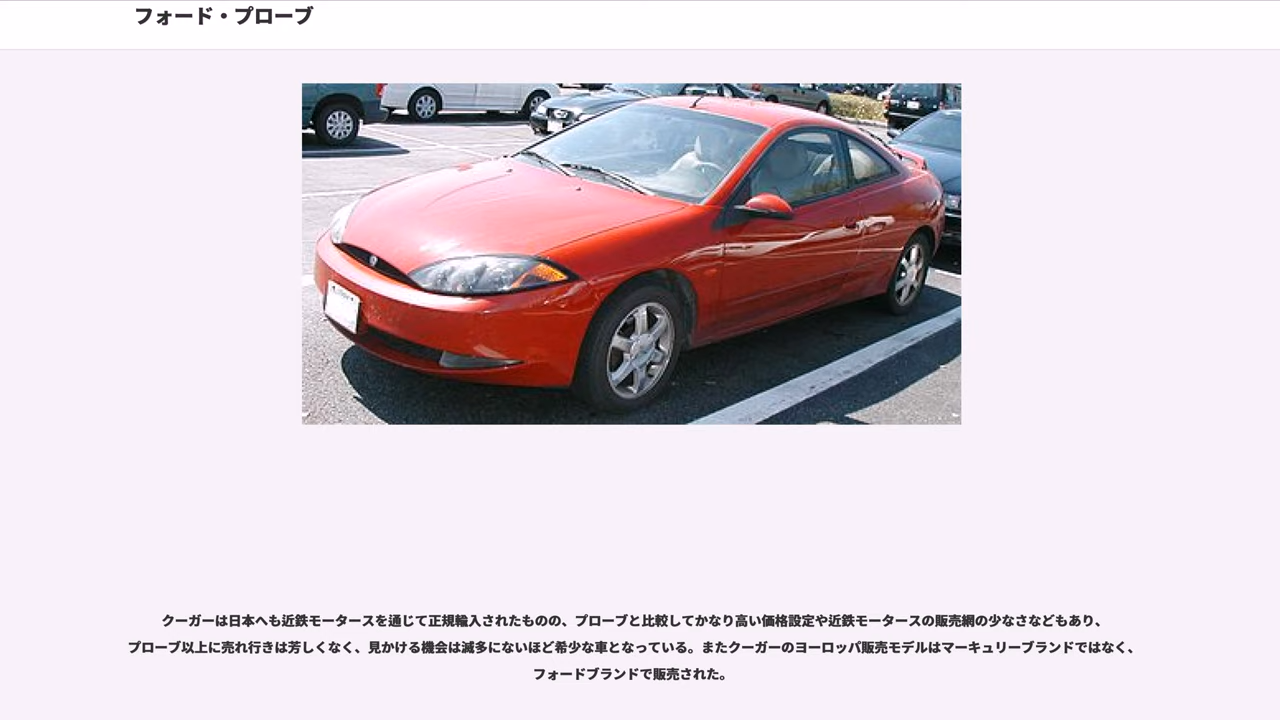 フォード・プローブ
クーガーは日本へも近鉄モータースを通じて正規輸入されたものの、プローブと比較してかなり高い価格設定や近鉄モータースの販売網の少なさなどもあり、
プローブ以上に売れ行きは芳しくなく、見かける機会は滅多にないほど希少な車となっている。またクーガーのヨーロッパ販売モデルはマーキュリーブランドではなく、
フォードブランドで販売された。